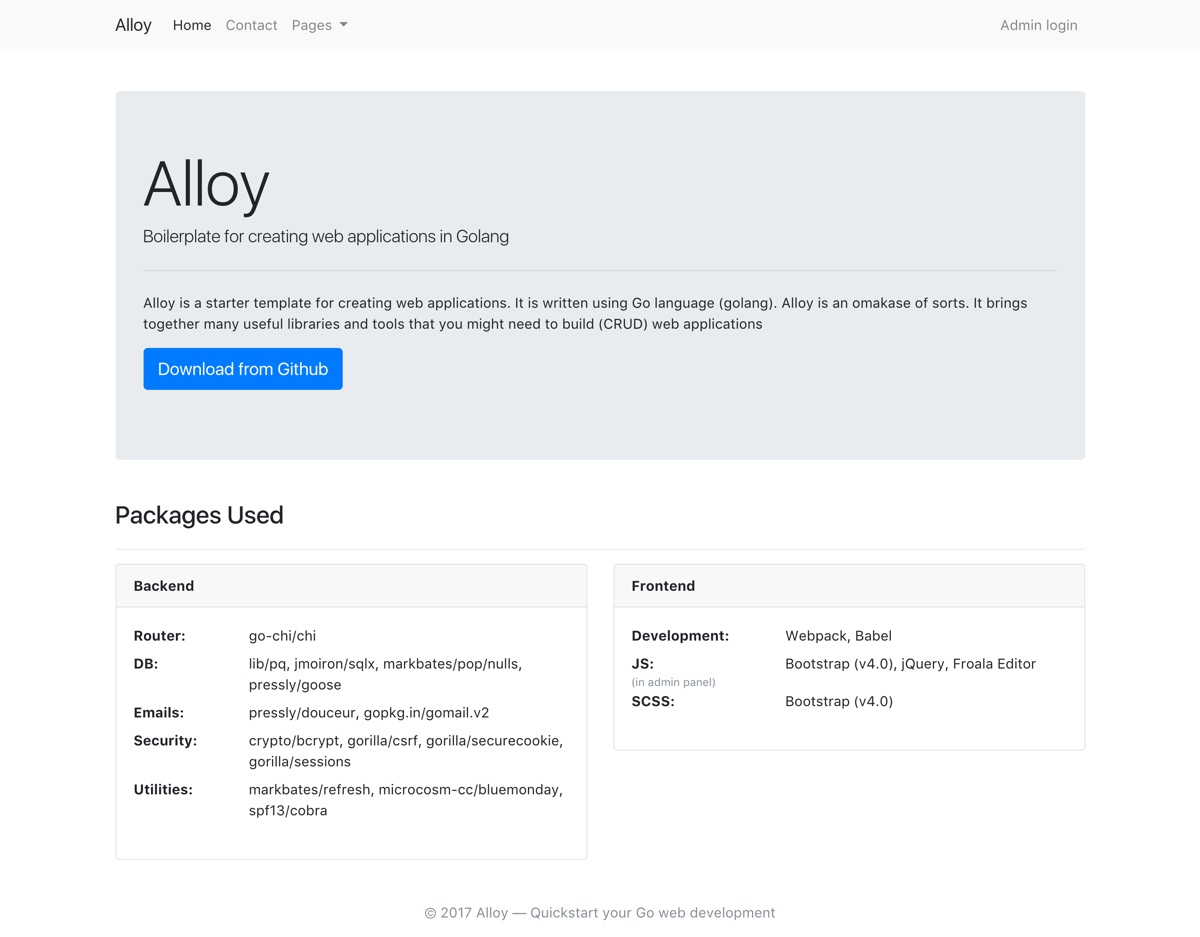 Alloy Home Contact Pages Admin login
Alloy
Boilerplate for creating web applications in Golang
Alloy is a starter template for creating web applications. It is written using Go language (golang). Alloy is an omakase of sorts. It brings
together many useful libraries and tools that you might need to build (CRUD) web applications
Download from Github
Packages Used
Backend
Router: go-chi/chi
DB: lib/pq, jmoiron/sqlx, markbates/pop/nulls,
pressly/goose
Emails: pressly/douceur, gopkg.in/gomail.v2
Security: crypto/bcrypt, gorilla/csrf, gorilla/securecookie,
gorilla/sessions
Utilities: markbates/refresh, microcosm-cc/bluemonday,
spf13/cobra
Frontend
Development: Webpack, Babel
JS: Bootstrap (v4.0), jQuery, Froala Editor
(in admin panel)
SCSS: Bootstrap (v4.0)
© 2017 Alloy — Quickstart your Go web development